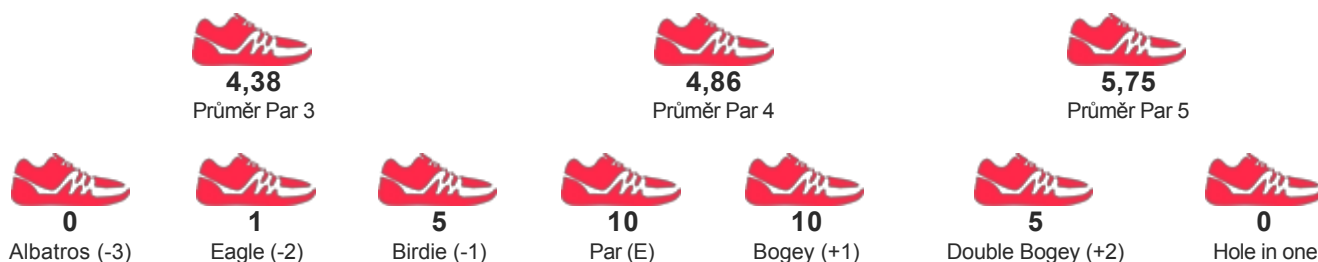 4,38 4,86 5,75
Průměr Par 3 Průměr Par 4 Průměr Par 5
0 1 5 10 10 5 0
Albatros (-3) Eagle (-2) Birdie (-1) Par (E) Bogey (+1) Double Bogey (+2) Hole in one